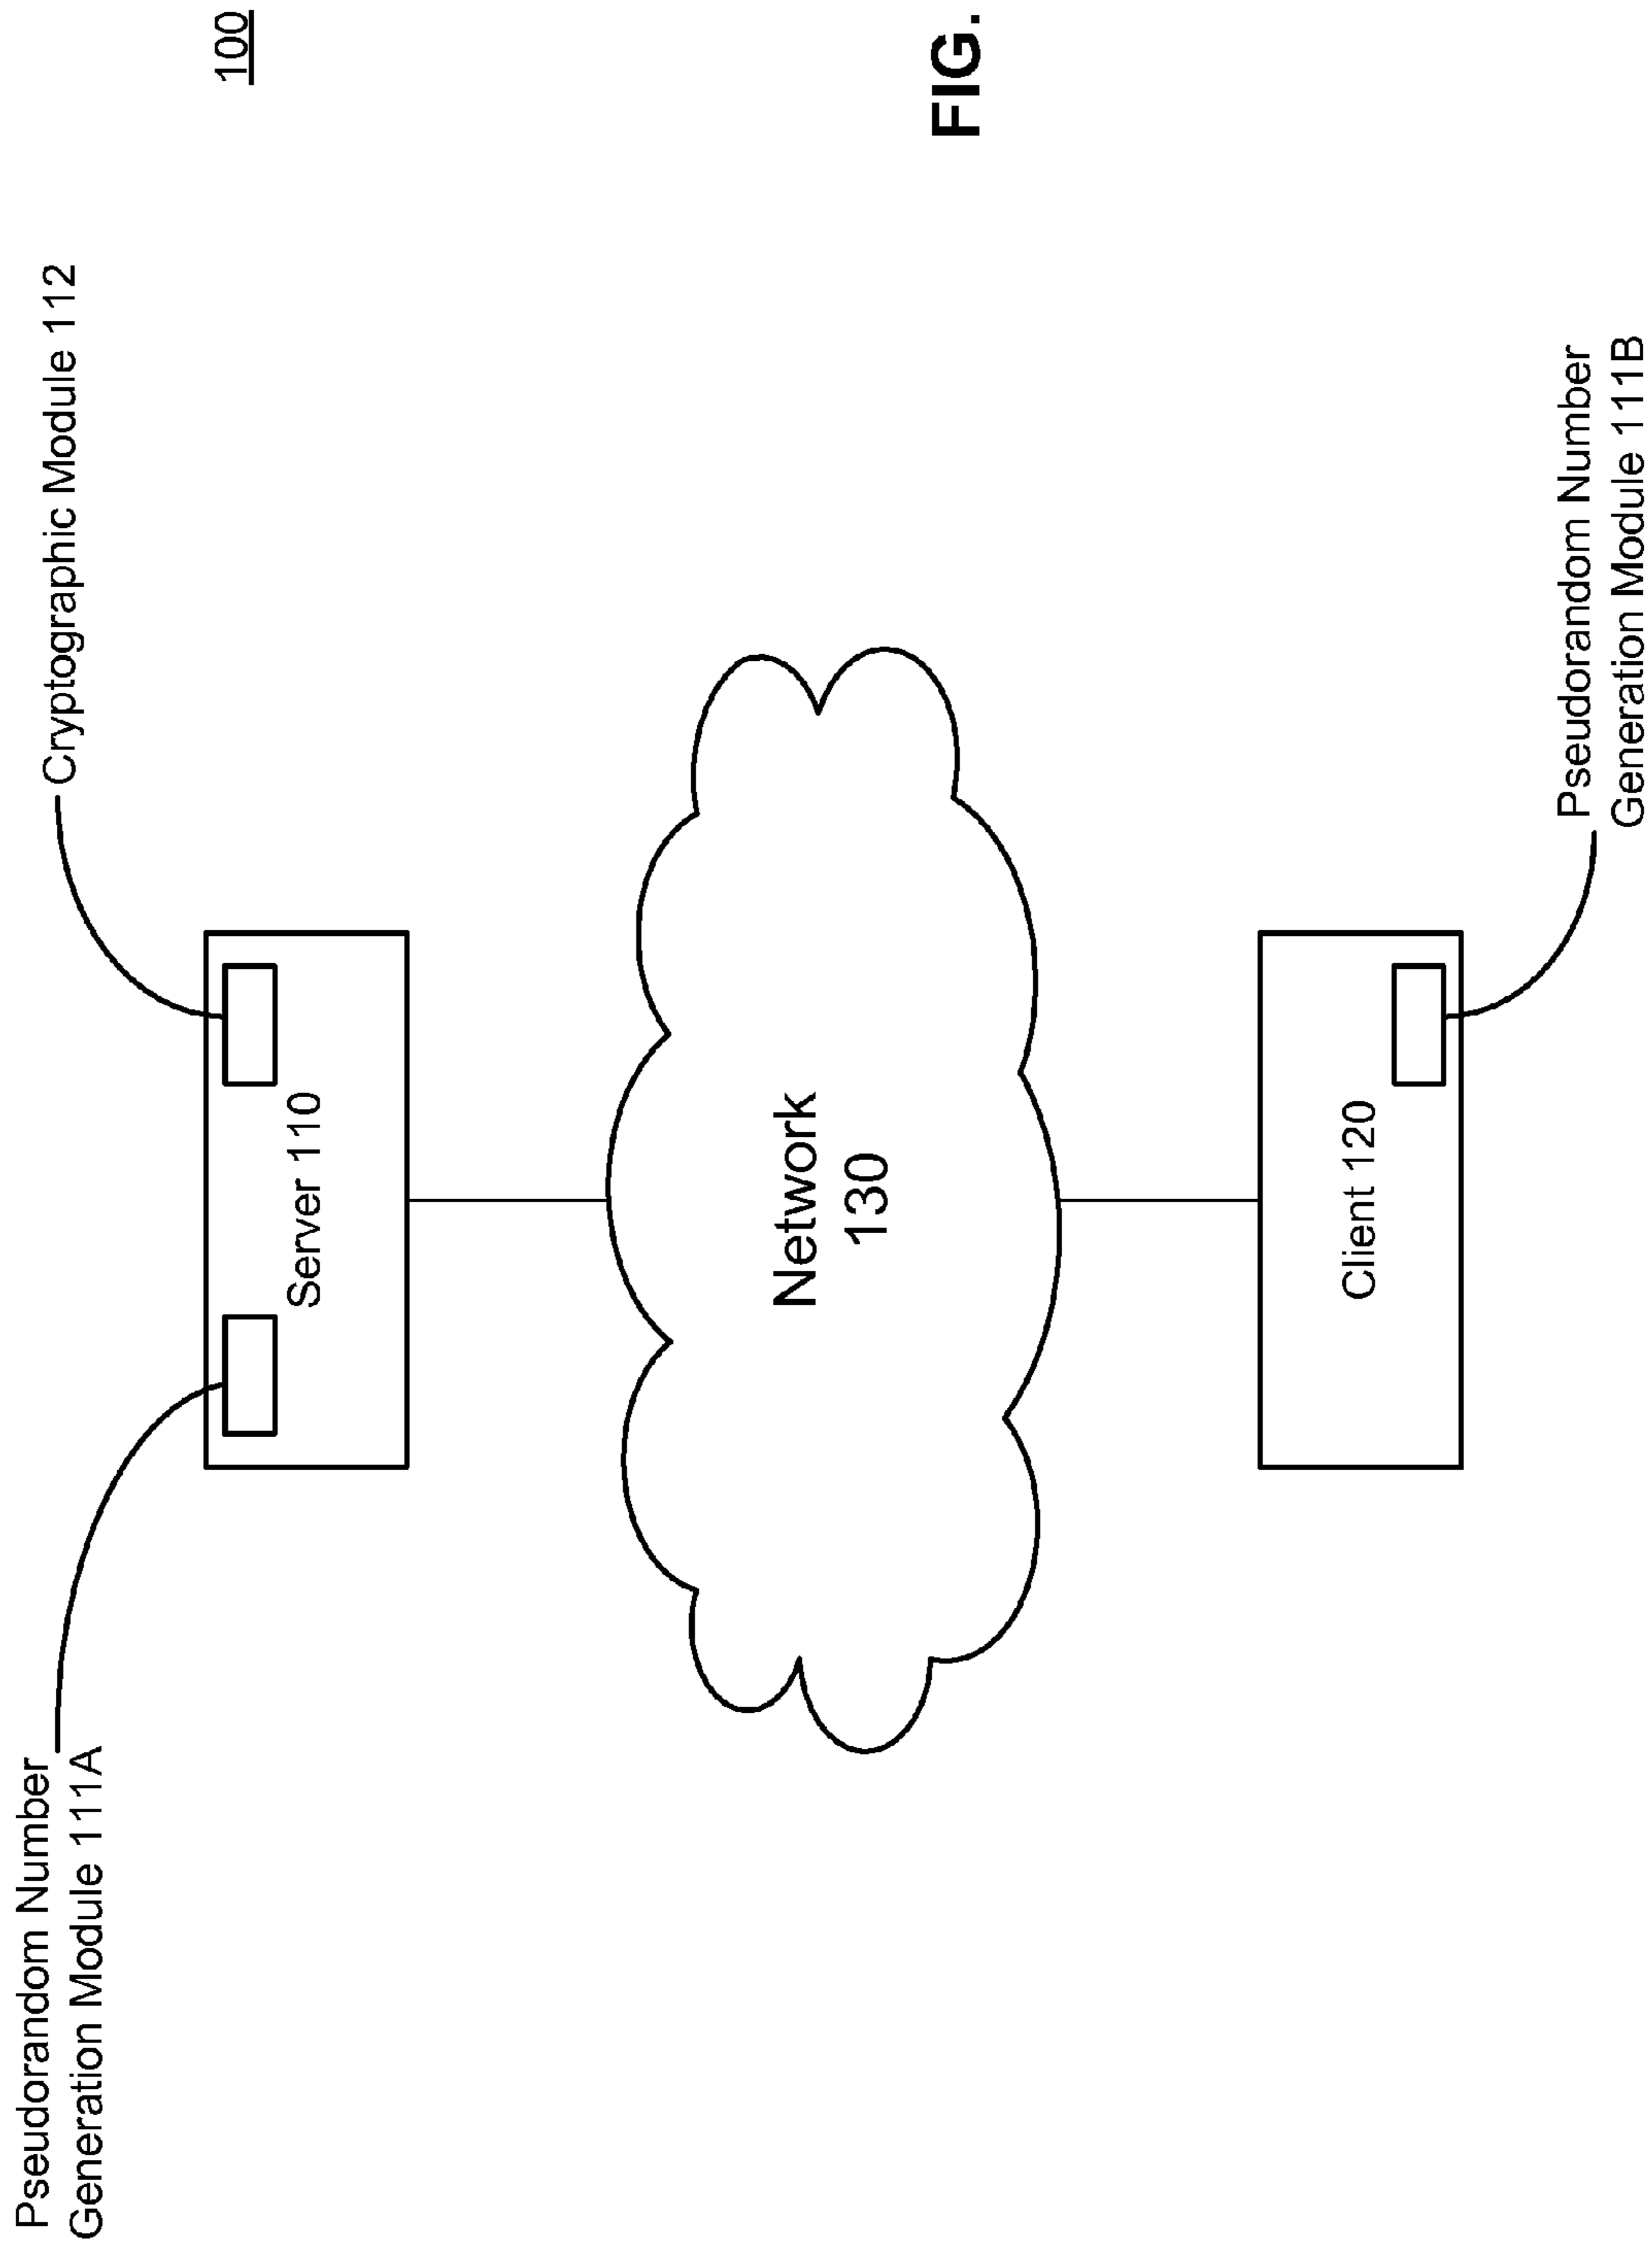 100
Pseudorandom Number
Generation Module 111A
Cryptographic Module 112
Server 110
Network
130
FIG.
Client 120
Pseudorandom Number
Generation Module 111B